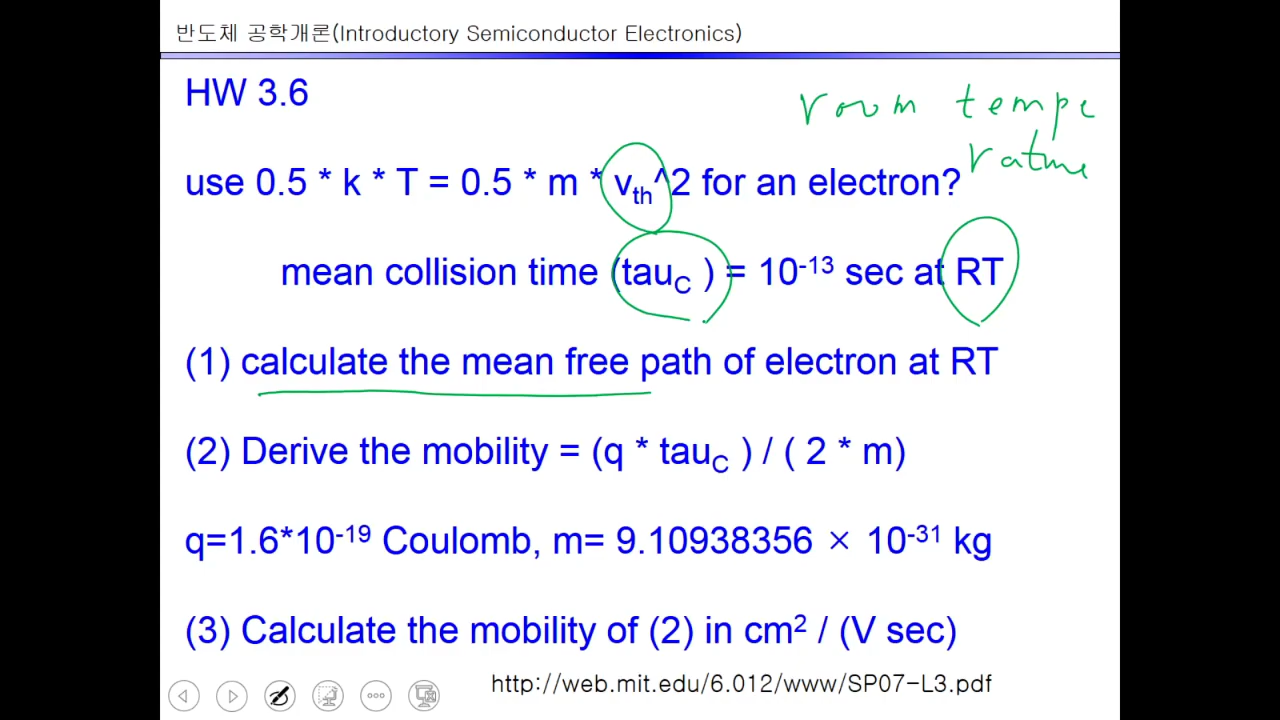 반도체 공학개론(Introductory Semiconductor Electronics)
HW 3.6
room tempe
rature
use 0.5 * k * T = 0.5 * m * vth^2 for an electron?
mean collision time (tauC ) = 10-13 sec at RT
(1) calculate the mean free path of electron at RT
(2) Derive the mobility = (q * tauC ) / ( 2 * m)
q=1.6*10-19 Coulomb, m= 9.10938356 × 10-31 kg
(3) Calculate the mobility of (2) in cm2 / (V sec)
http://web.mit.edu/6.012/www/SP07-L3.pdf